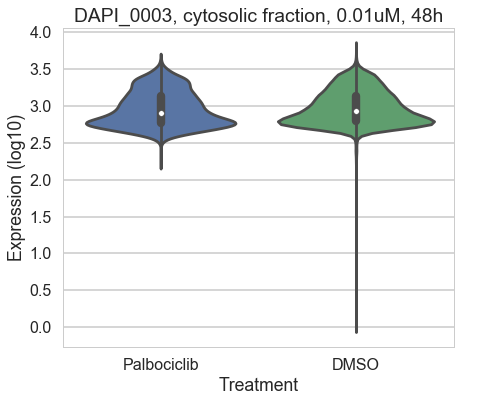 DAPI_0003, cytosolic fraction, 0.01uM, 48h
4.0
3.5
3.0
2.5
2.0
1.5
1.0
0.5
0.0
Expression (log10)
Palbociclib DMSO
Treatment